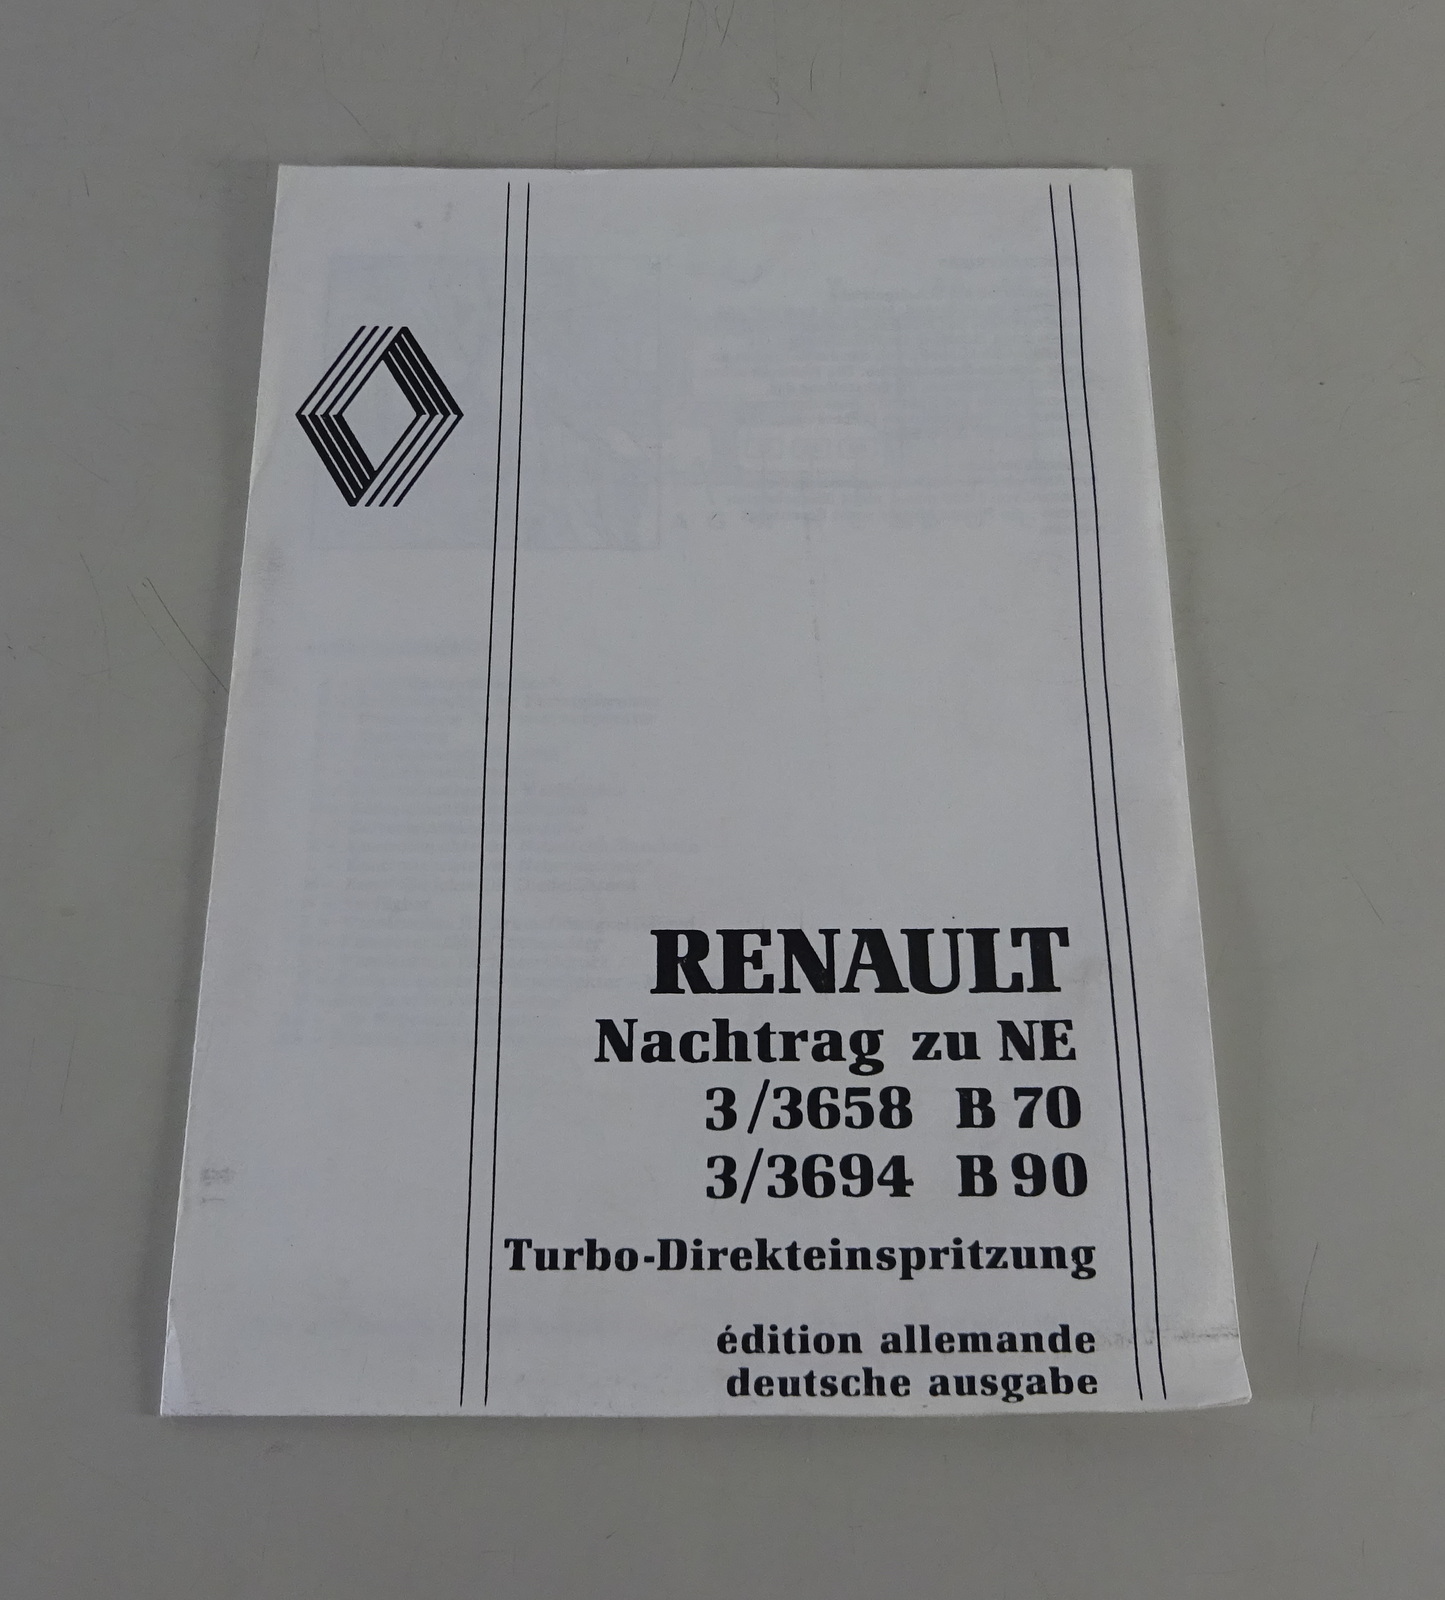 RENAULT
Nachtrag zu NE
3/3658 B 70
3/3694 B 90
Turbo-Direkteinspritzung
édition allemande
deutsche ausgabe